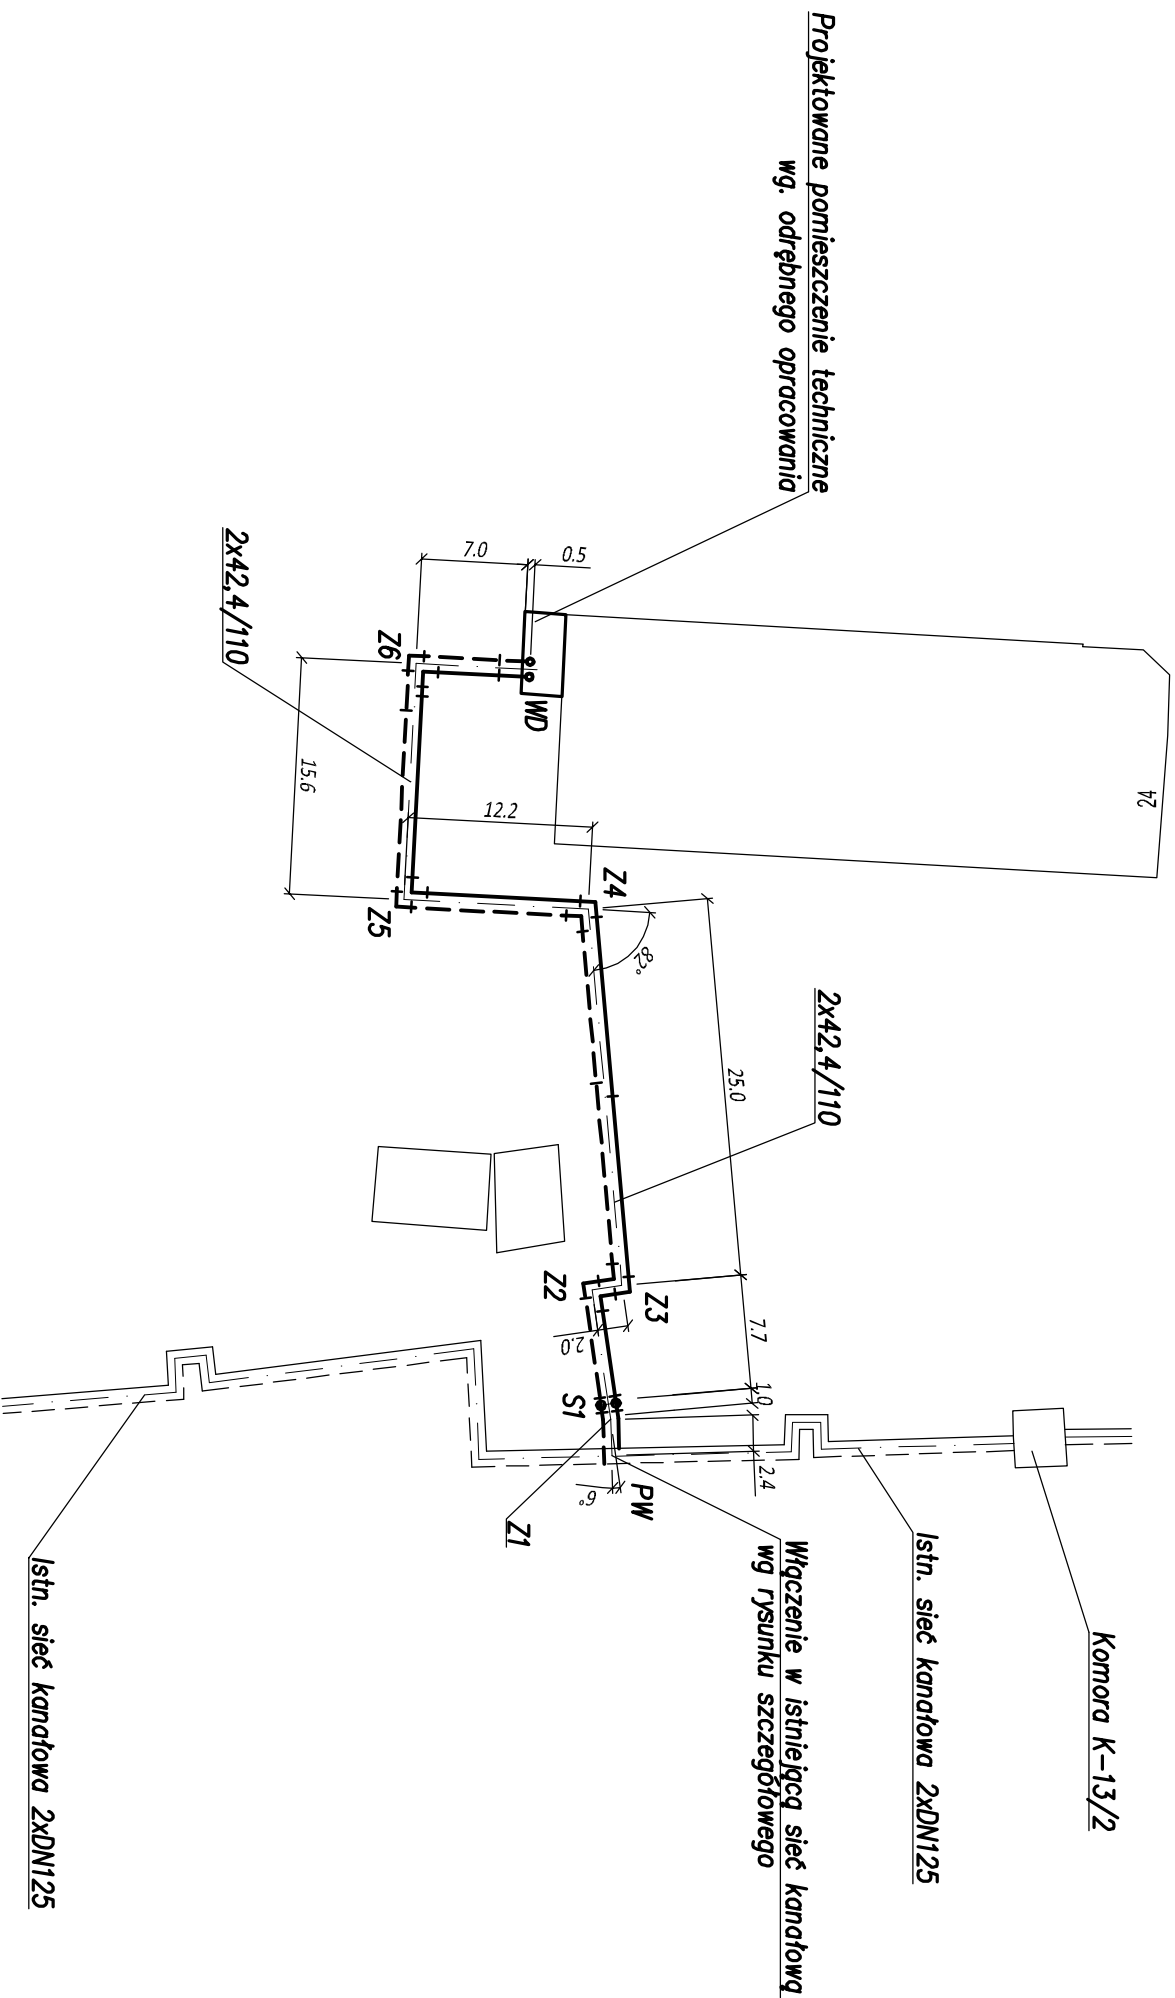 Projektowane pomieszczenie techniczne
wg. odrębnego opracowania
24
7.0
0.5
2x42,4/110
Z6
WD
15.6
12.2
Z4
Z5
82°
2x42,4/110
25.0
Z2
Z3
2.0
7.7
1.0
S1
2.4
6°
PW
Z1
Włączenie w istniejącą sieć kanałową
wg rysunku szczegółowego
Istn. sieć kanałowa 2xDN125
Komora K-13/2
Istn. sieć kanałowa 2xDN125